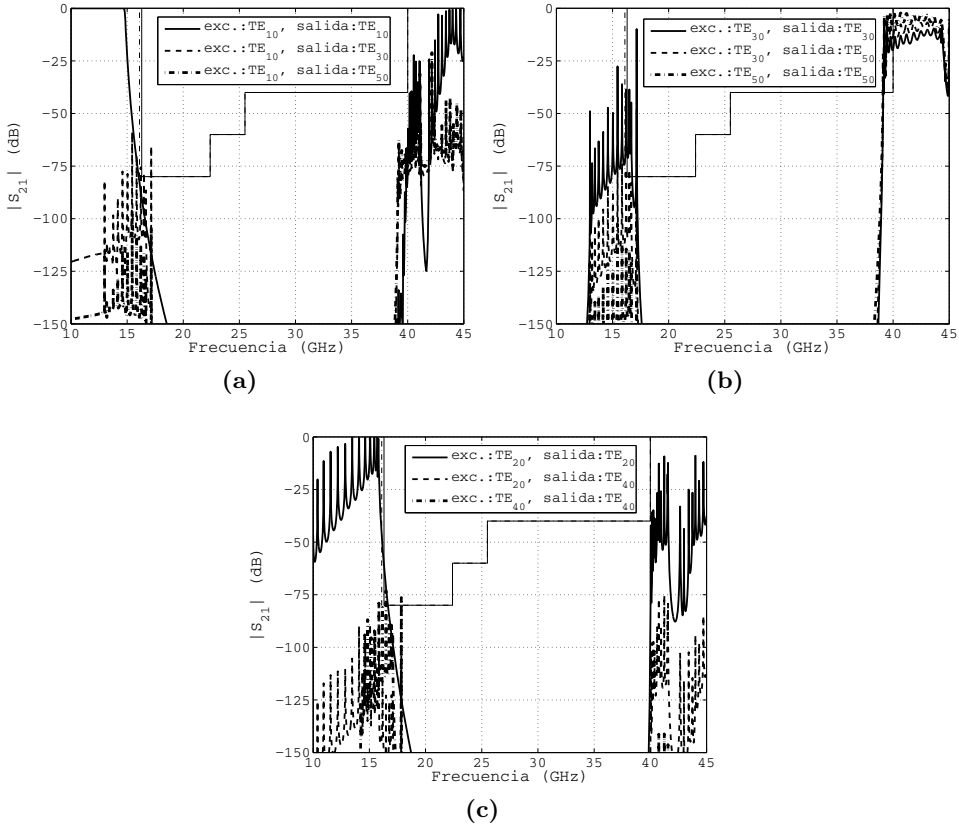 exc.:TE10, salida:TE10
exc.:TE10, salida:TE30
exc.:TE10, salida:TE50
|S21| (dB)
0
−25
−50
−75
−100
−125
−150
10 15 20 25 30 35 40 45
Frecuencia (GHz)
(a)
exc.:TE30, salida:TE30
exc.:TE30, salida:TE50
exc.:TE50, salida:TE50
|S21| (dB)
0
−25
−50
−75
−100
−125
−150
10 15 20 25 30 35 40 45
Frecuencia (GHz)
(b)
exc.:TE20, salida:TE20
exc.:TE20, salida:TE40
exc.:TE40, salida:TE40
|S21| (dB)
0
−25
−50
−75
−100
−125
−150
10 15 20 25 30 35 40 45
Frecuencia (GHz)
(c)